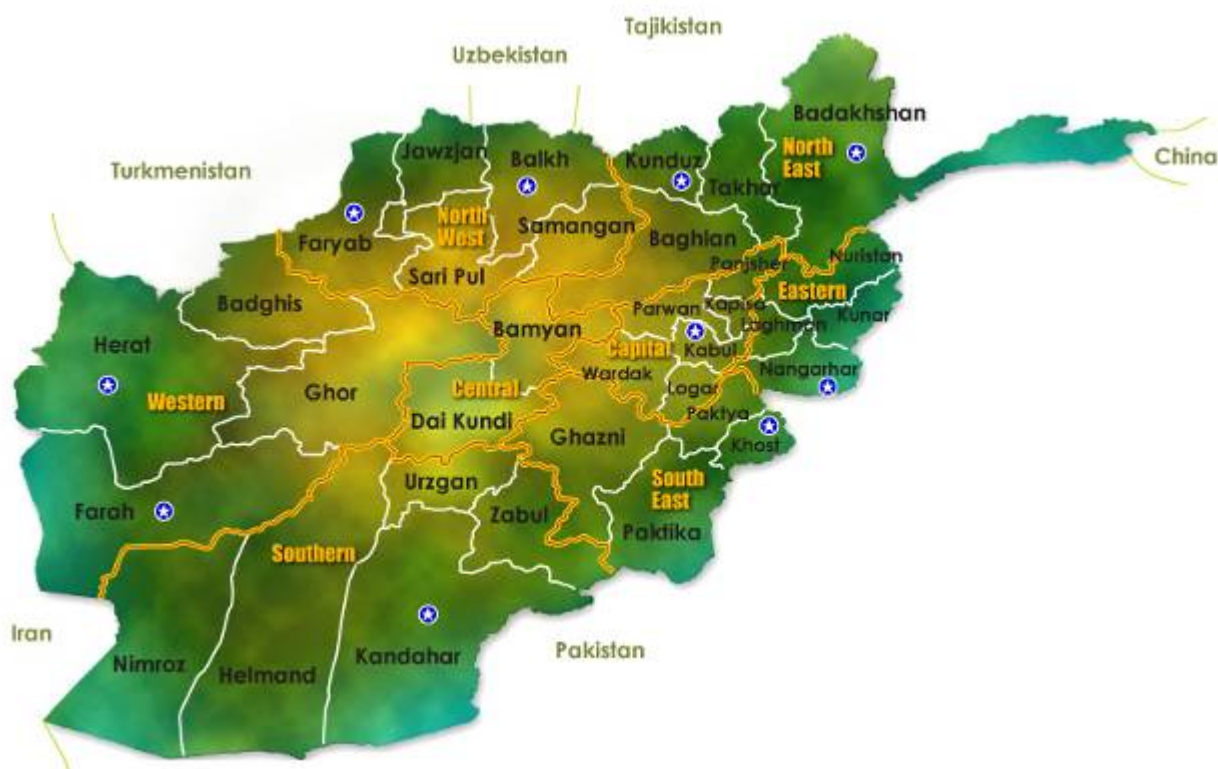 Tajikistan
Uzbekistan
Badakhshan
Jawzjan
Balkh
Kunduz
North
East
China
Turkmenistan
Takhar
North
West
Samangan
Faryab
Baghlan
Sari Pul
Panjsher
Nuristan
Badghis
Eastern
Parwan
Kapisa
Kunar
Bamyan
Laghman
Herat
Capital
Kabul
Nangarhar
Wardak
Western
Ghor
Central
Logar
Dai Kundi
Paktya
Ghazni
Khost
Urzgan
South
East
Farah
Zabul
Paktika
Southern
Iran
Nimroz
Helmand
Kandahar
Pakistan